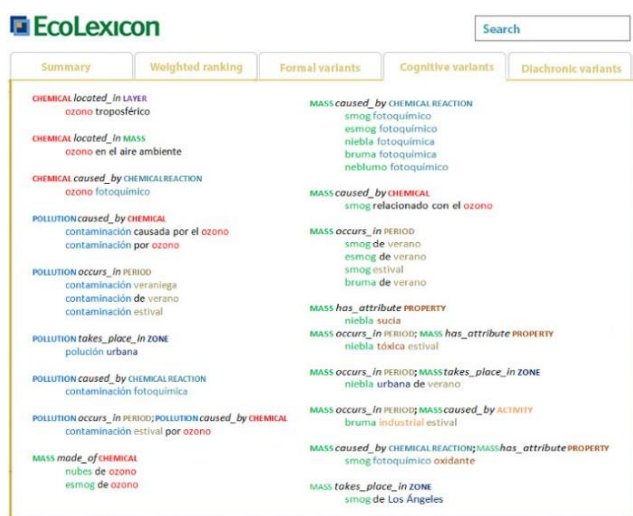 EcoLexicon
Search
Summary
Weighted ranking
Formal variants
Cognitive variants
Diachronic variants
CHEMICAL located_in LAYER
ozono troposférico
CHEMICAL located_in MASS
ozono en el aire ambiente
CHEMICAL caused_by CHEMICAL REACTION
ozono fotoquímico
POLLUTION caused_by CHEMICAL
contaminación causada por el ozono
contaminación por ozono
POLLUTION occurs_in PERIOD
contaminación veraniega
contaminación de verano
contaminación estival
POLLUTION takes_place_in ZONE
polución urbana
POLLUTION caused_by CHEMICAL REACTION
contaminación fotoquímica
POLLUTION occurs_in PERIOD; POLLUTION caused_by CHEMICAL
contaminación estival por ozono
MASS made_of CHEMICAL
nubes de ozono
esmog de ozono
MASS caused_by CHEMICAL REACTION
smog fotoquímico
esmog fotoquímico
niebla fotoquímica
bruma fotoquímica
neblumo fotoquímico
MASS caused_by CHEMICAL
smog relacionado con el ozono
MASS occurs_in PERIOD
smog de verano
esmog de verano
smog estival
bruma de verano
MASS has_attribute PROPERTY
niebla sucia
MASS occurs_in PERIOD; MASS has_attribute PROPERTY
niebla tóxica estival
MASS occurs_in PERIOD; MASS takes_place_in ZONE
niebla urbana de verano
MASS occurs_in PERIOD; MASS caused_by ACTIVITY
bruma industrial estival
MASS caused_by CHEMICAL REACTION; MASS has_attribute PROPERTY
smog fotoquímico oxidante
MASS takes_place_in ZONE
smog de Los Ángeles